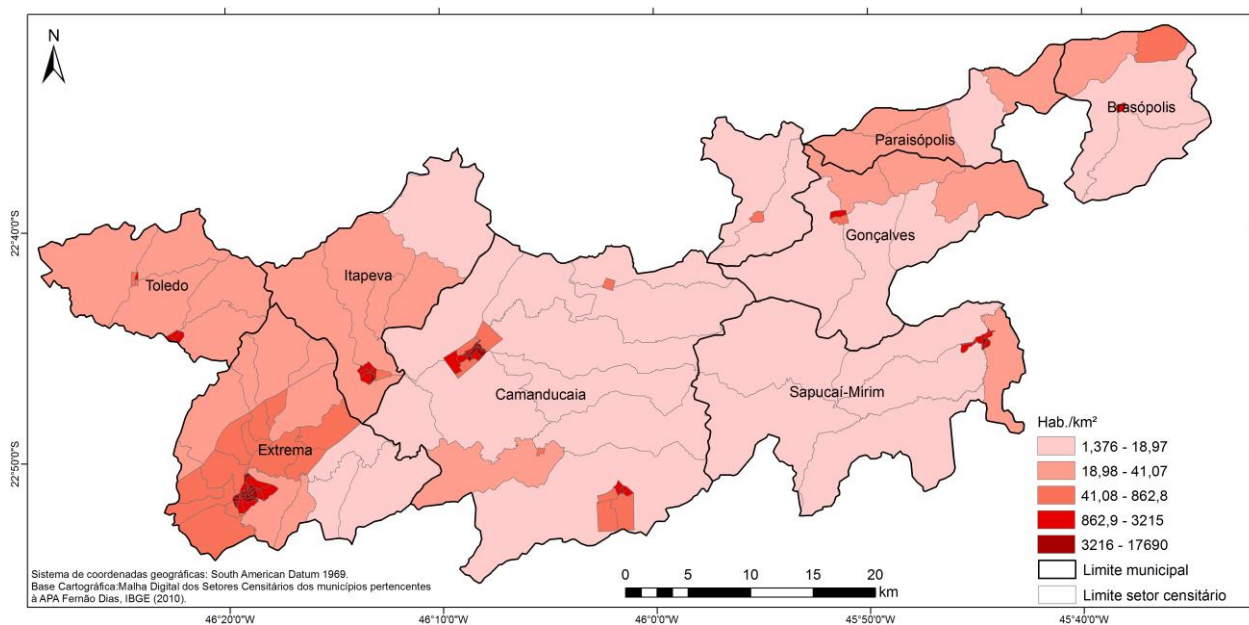 N
Brasópolis
Paraisópolis
22°40'0"S
Gonçalves
Itapeva
Toledo
Camanducaia
Sapucaí-Mirim
Hab./km²
1,376 - 18,97
18,98 - 41,07
41,08 - 862,8
862,9 - 3215
3216 - 17690
Limite municipal
Limite setor censitário
Extrema
22°50'0"S
Sistema de coordenadas geográficas: South American Datum 1969.
Base Cartográfica:Malha Digital dos Setores Censitários dos municípios pertencentes
à APA Fernão Dias, IBGE (2010).
0 5 10 15 20
km
46°20'0"W 46°10'0"W 46°0'0"W 45°50'0"W 45°40'0"W